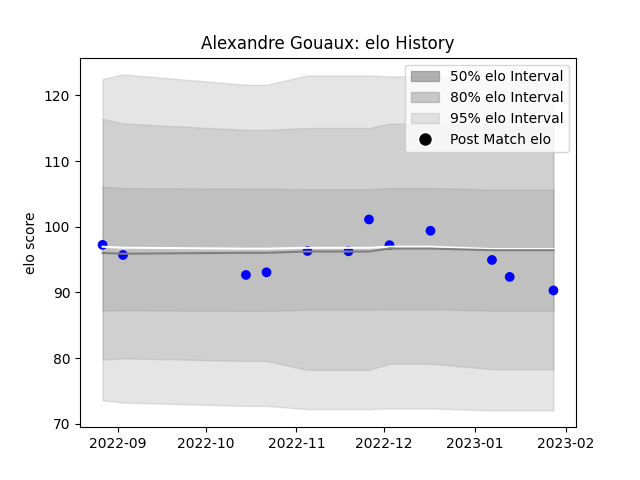 Alexandre Gouaux: elo History
50% elo Interval
80% elo Interval
95% elo Interval
Post Match elo
elo score
120
110
100
90
80
70
2022-09
2022-10
2022-11
2022-12
2023-01
2023-02